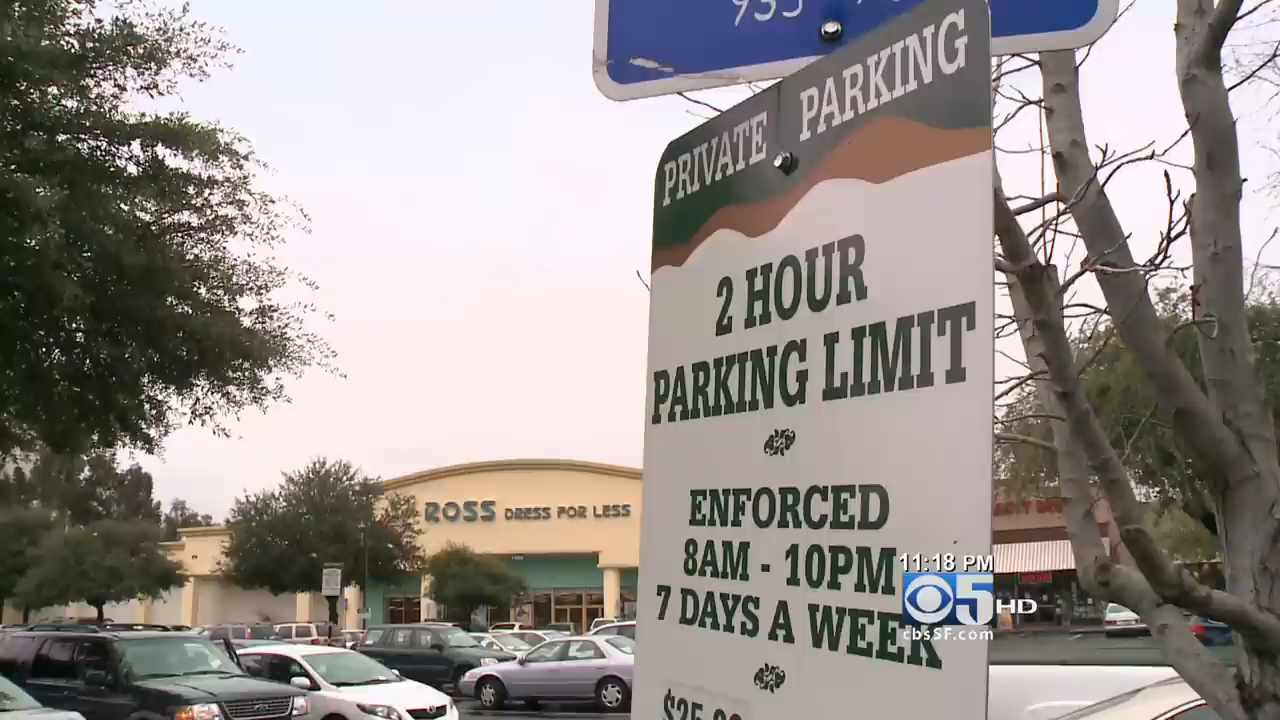 935
PRIVATE PARKING
2 HOUR
PARKING LIMIT
ENFORCED
8AM - 10PM
7 DAYS A WEEK
ROSS DRESS FOR LESS
11:18 PM
5 HD
cbsSF.com